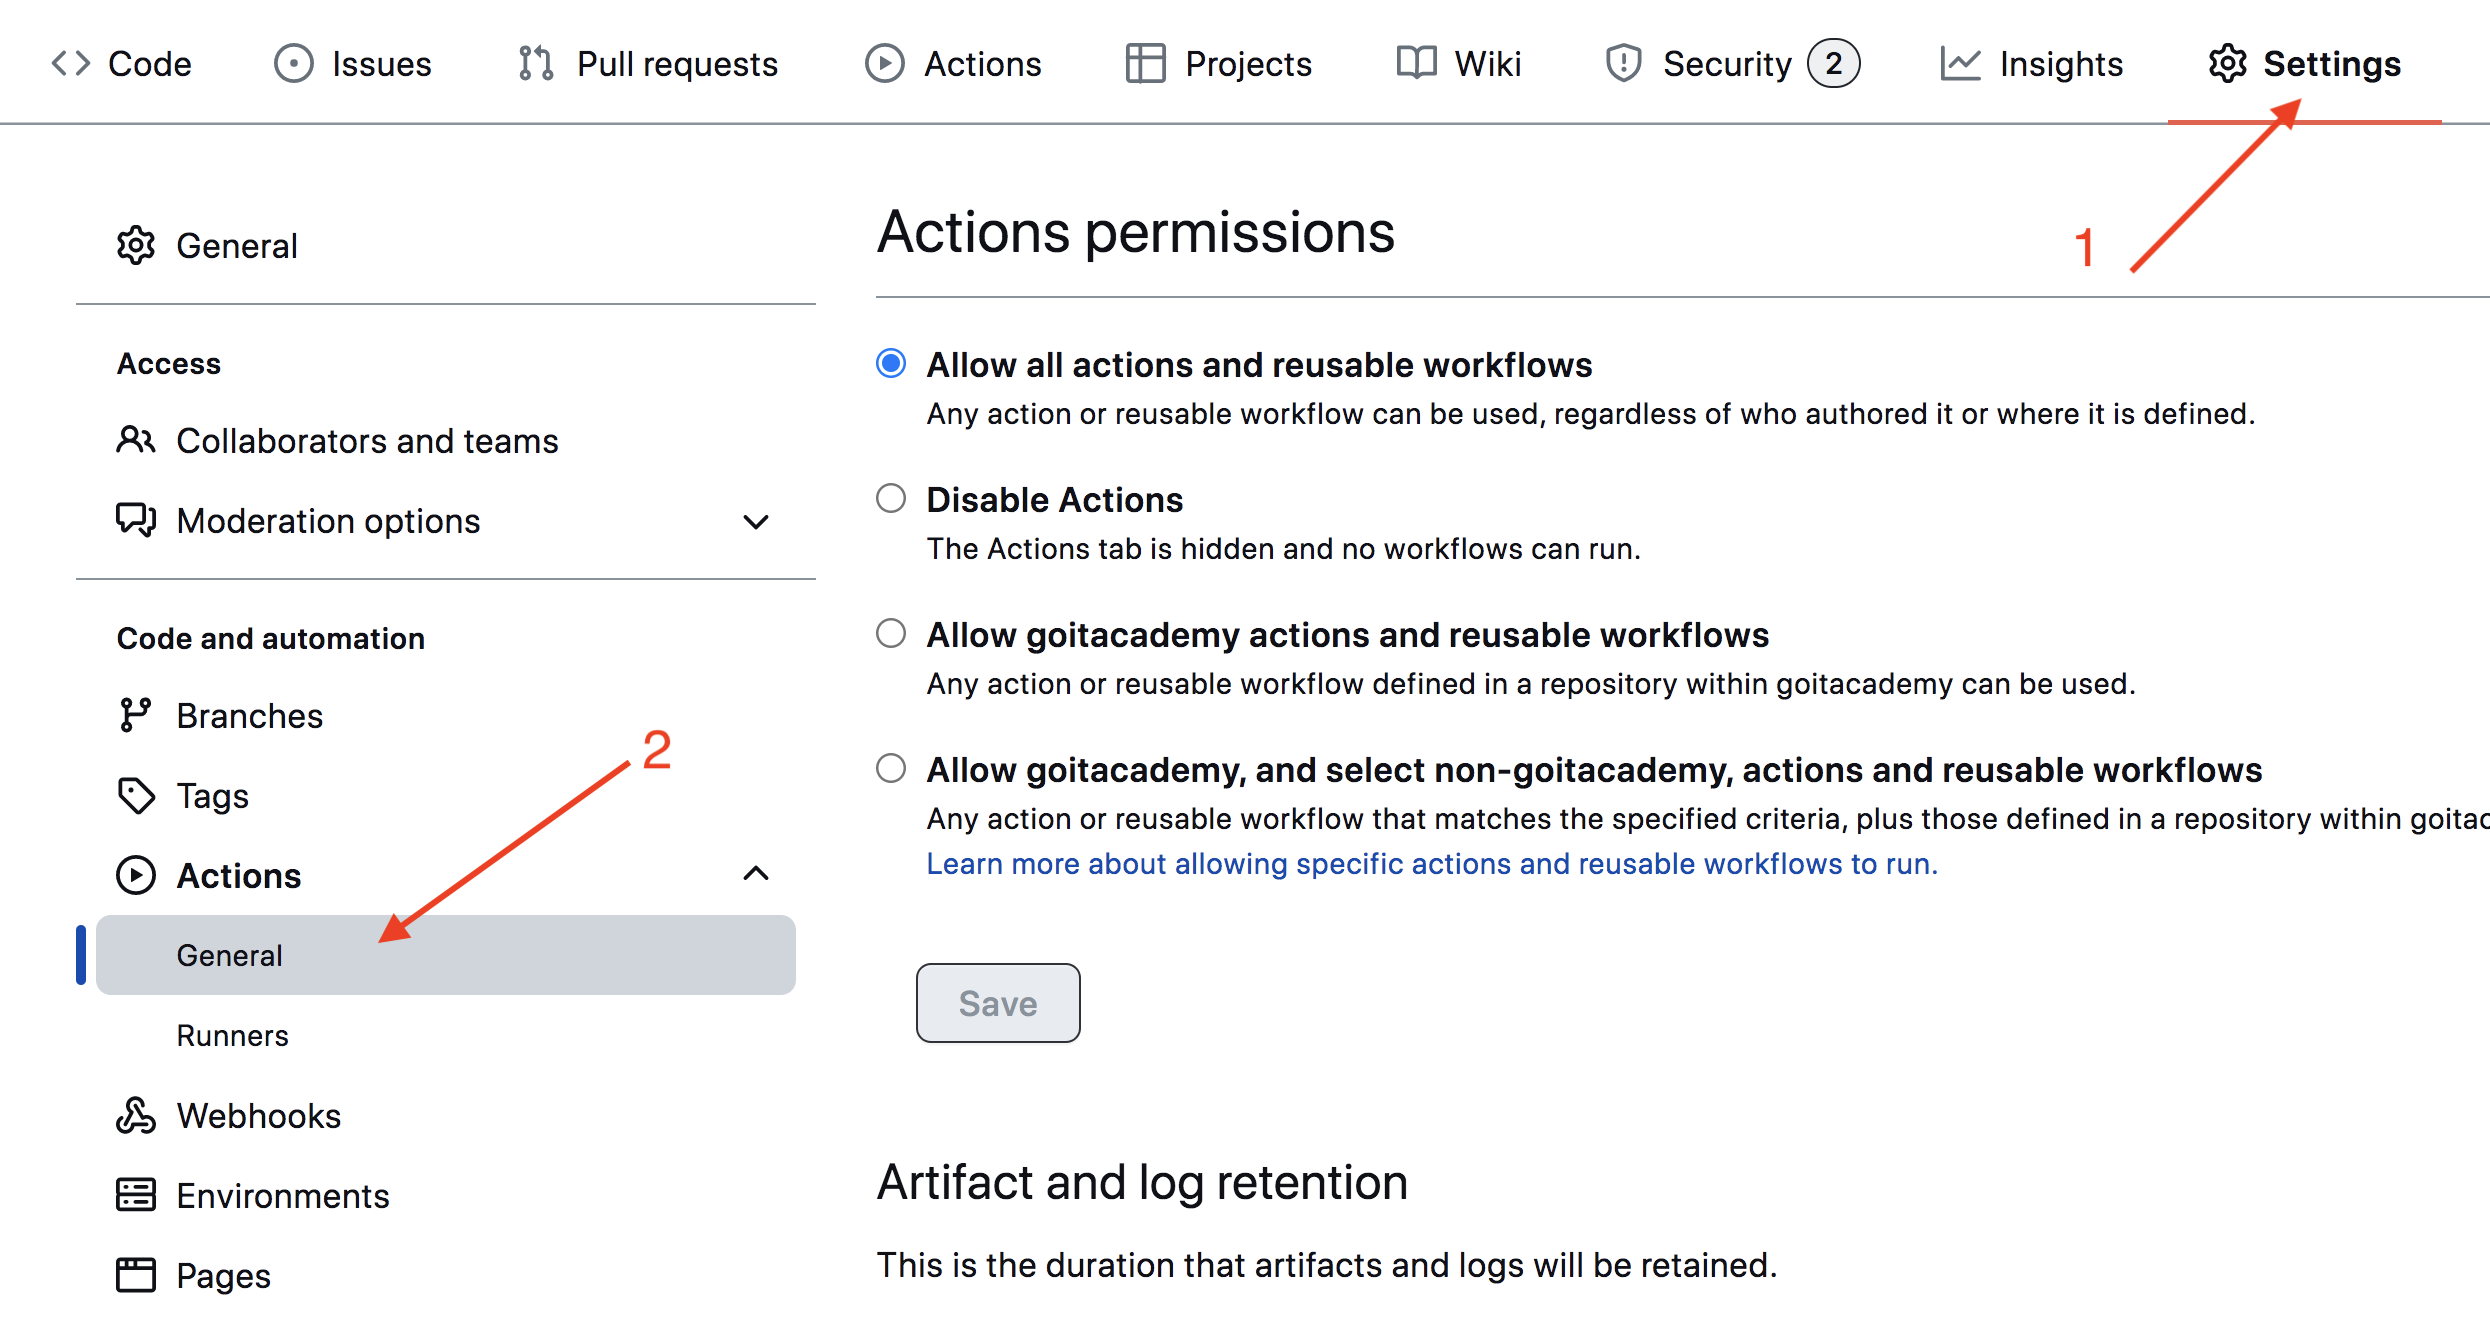 Code Issues Pull requests Actions Projects Wiki Security 2 Insights Settings
1
General
Access
Collaborators and teams
Moderation options
Code and automation
Branches
2
Tags
Actions
General
Runners
Webhooks
Environments
Pages
Actions permissions
Allow all actions and reusable workflows
Any action or reusable workflow can be used, regardless of who authored it or where it is defined.
Disable Actions
The Actions tab is hidden and no workflows can run.
Allow goitacademy actions and reusable workflows
Any action or reusable workflow defined in a repository within goitacademy can be used.
Allow goitacademy, and select non-goitacademy, actions and reusable workflows
Any action or reusable workflow that matches the specified criteria, plus those defined in a repository within goitac
Learn more about allowing specific actions and reusable workflows to run.
Save
Artifact and log retention
This is the duration that artifacts and logs will be retained.